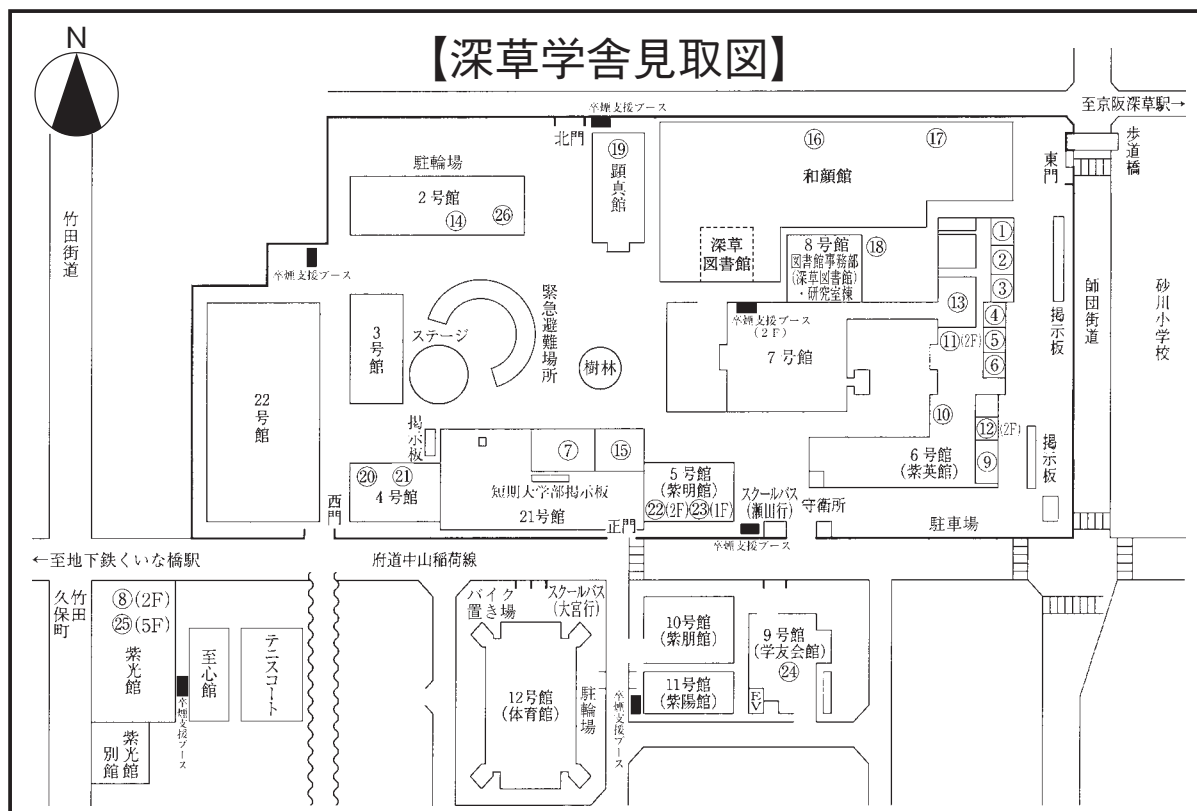 N
【深草学舎見取図】
卒煙支援ブース
至京阪深草駅→
北門
⑲
顕真館
⑯
⑰
和顔館
東門
歩道橋
駐輪場
2号館
⑭
㉖
竹田街道
卒煙支援ブース
深草
図書館
8号館
図書館事務部
(深草図書館)
・研究室棟
⑱
①
②
③
④
⑤
⑥
⑬
⑪(2F)
掲示板
師団街道
砂川小学校
22号館
3号館
ステージ
緊急避難場所
樹林
卒煙支援ブース
(2F)
7号館
⑩
⑫(2F)
⑨
6号館
(紫英館)
掲示板
掲示板
⑦
⑮
⑳
㉑
4号館
短期大学部掲示板
21号館
5号館
(紫明館)
㉒(2F)㉓(1F)
スクールバス
(瀬田行)
守衛所
駐車場
西門
正門
卒煙支援ブース
←至地下鉄くいな橋駅
府道中山稲荷線
竹田
久保町
⑧(2F)
㉕(5F)
紫光館
卒煙支援ブース
至心館
テニスコート
紫光館
別館
バイク
置き場
スクールバス
(大宮行)
12号館
(体育館)
駐輪場
卒煙支援ブース
10号館
(紫朋館)
11号館
(紫陽館)
9号館
(学友会館)
㉔
EV